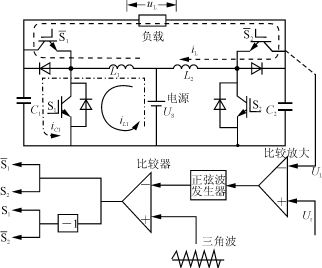 u_L
负载
S̅₁
S̅₂
i_L
L₁
L₂
C₁
S₁
i_C1
i_L1
电源
U_g
S₂
C₂
比较放大
比较器
正弦波
发生器
三角波
S̅₁
S₂
S₁
S̅₂
−1
−
+
−
+
U_f
U_r